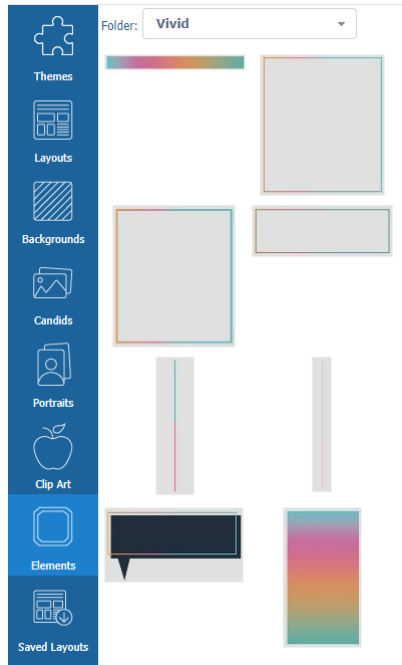 Folder: Vivid
Themes
Layouts
Backgrounds
Candids
Portraits
Clip Art
Elements
Saved Layouts